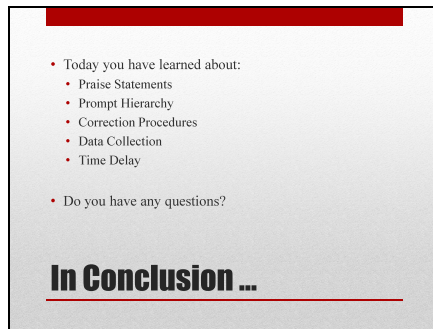 • Today you have learned about:
• Praise Statements
• Prompt Hierarchy
• Correction Procedures
• Data Collection
• Time Delay
• Do you have any questions?
In Conclusion ...